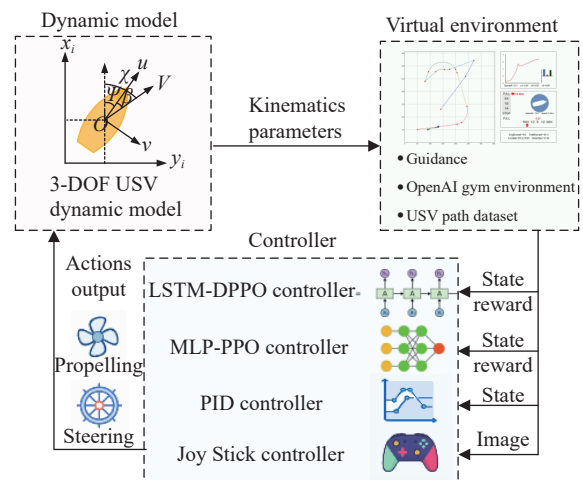 Dynamic model
x_i
χ
u
ψ
β
V
O
v
y_i
3-DOF USV
dynamic model
Kinematics
parameters
Virtual environment
• Guidance
• OpenAI gym environment
• USV path dataset
Controller
Actions
output
Propelling
Steering
LSTM-DPPO controller
A
A
A
State
reward
MLP-PPO controller
State
reward
PID controller
State
Joy Stick controller
Image